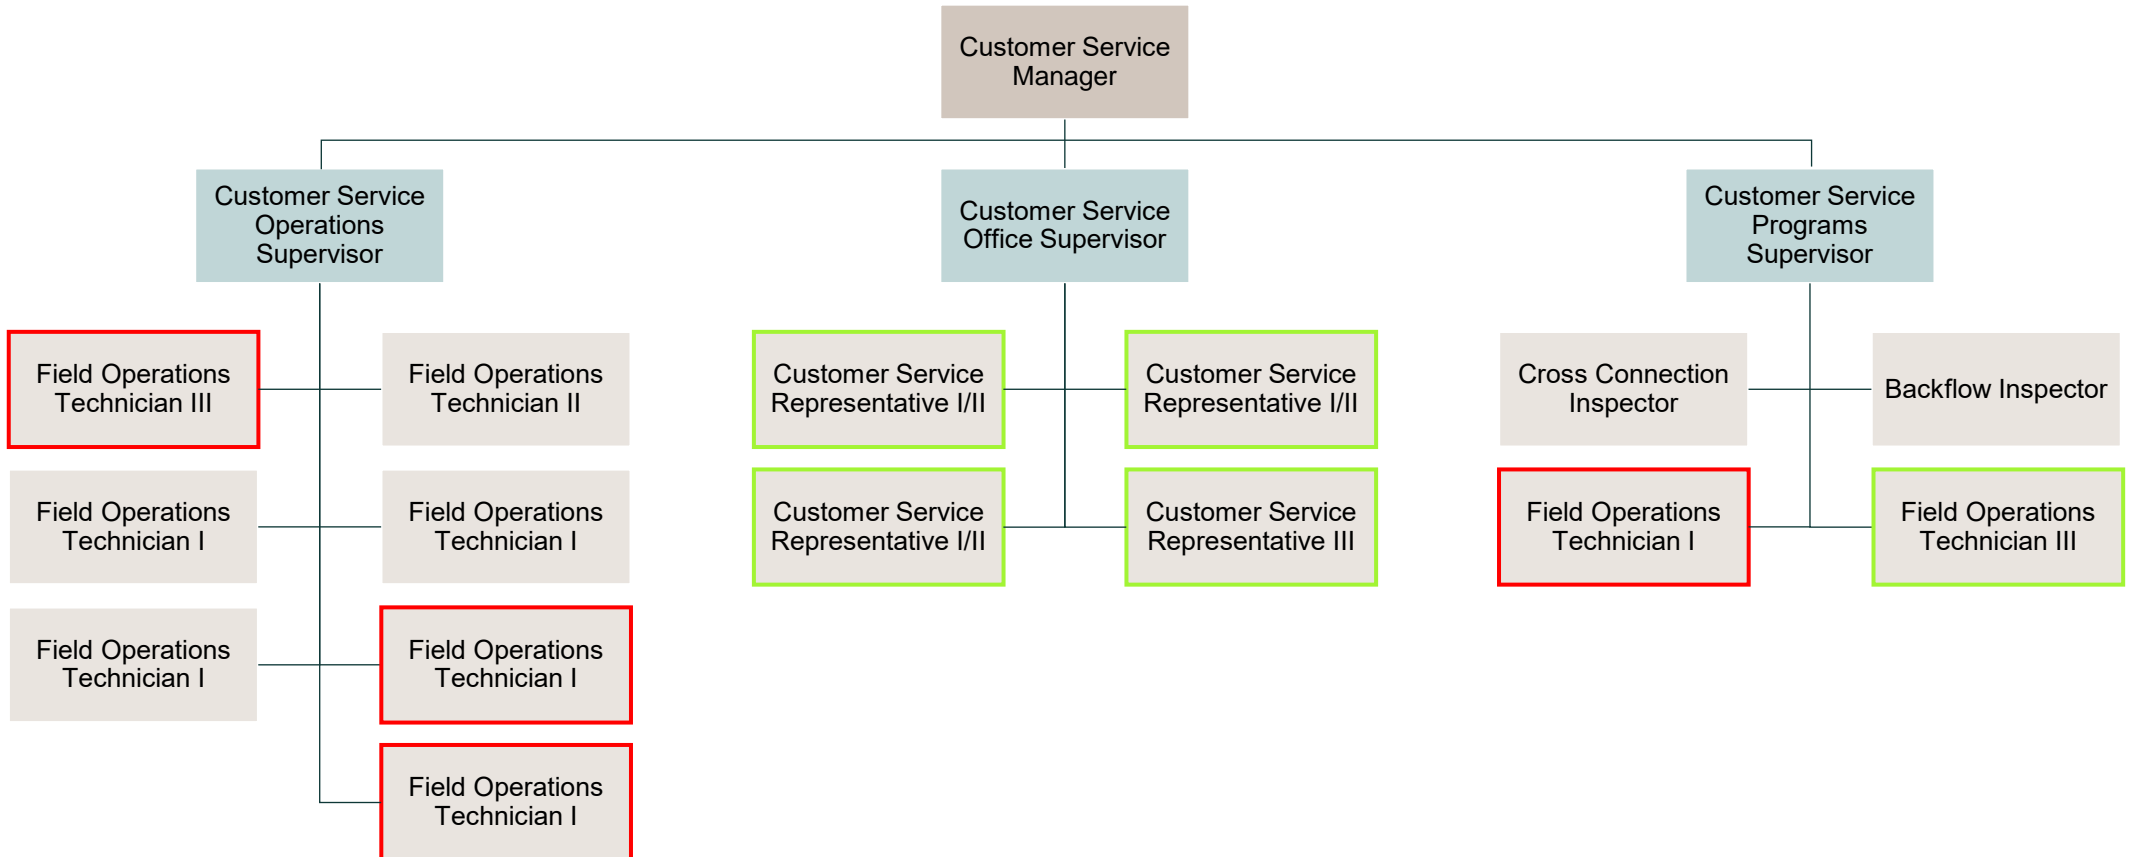 Customer Service
Manager
Customer Service
Operations
Supervisor
Customer Service
Office Supervisor
Customer Service
Programs
Supervisor
Field Operations
Technician III
Field Operations
Technician II
Customer Service
Representative I/II
Customer Service
Representative I/II
Cross Connection
Inspector
Backflow Inspector
Field Operations
Technician I
Field Operations
Technician I
Customer Service
Representative I/II
Customer Service
Representative III
Field Operations
Technician I
Field Operations
Technician III
Field Operations
Technician I
Field Operations
Technician I
Field Operations
Technician I